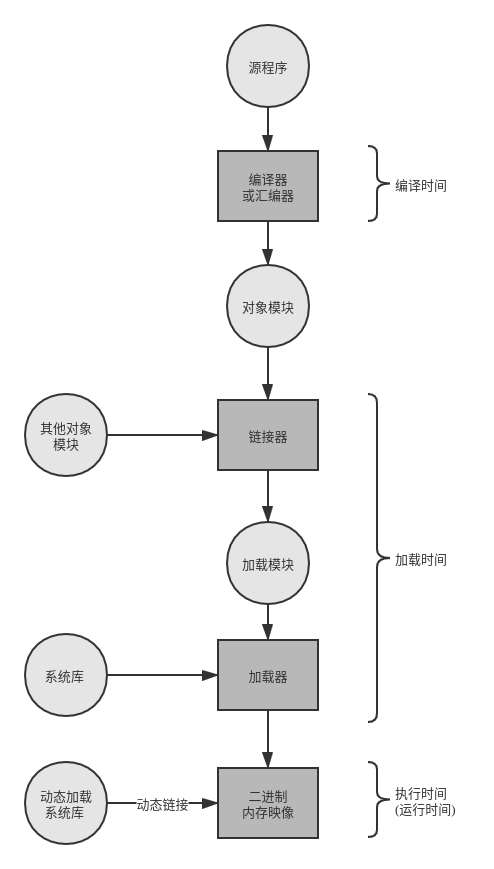 源程序
编译器
或汇编器
编译时间
对象模块
其他对象
模块
链接器
加载模块
加载时间
系统库
加载器
动态加载
系统库
动态链接
二进制
内存映像
执行时间
(运行时间)